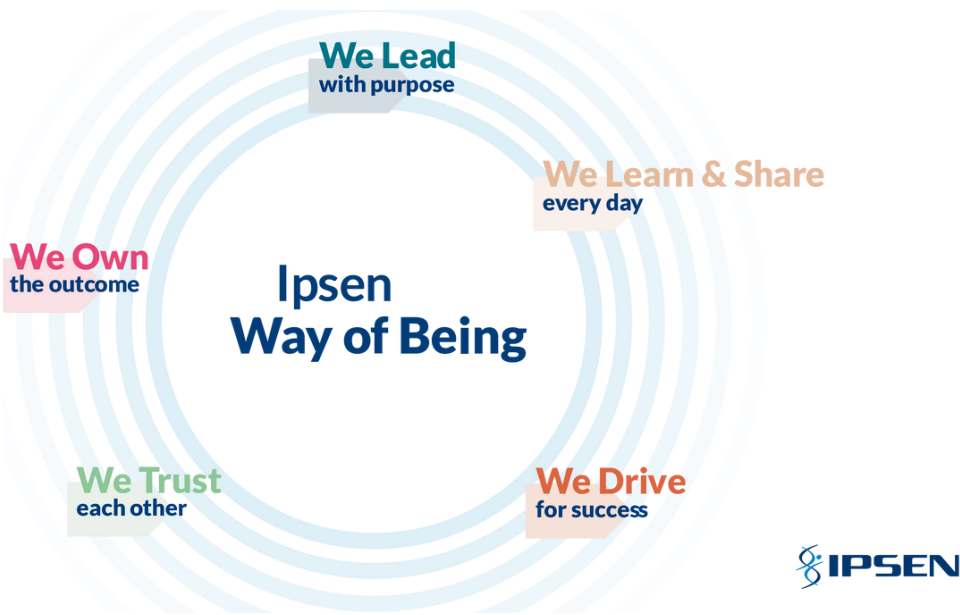 We Lead
with purpose
We Learn & Share
every day
We Own
the outcome
Ipsen
Way of Being
We Trust
each other
We Drive
for success
IPSEN